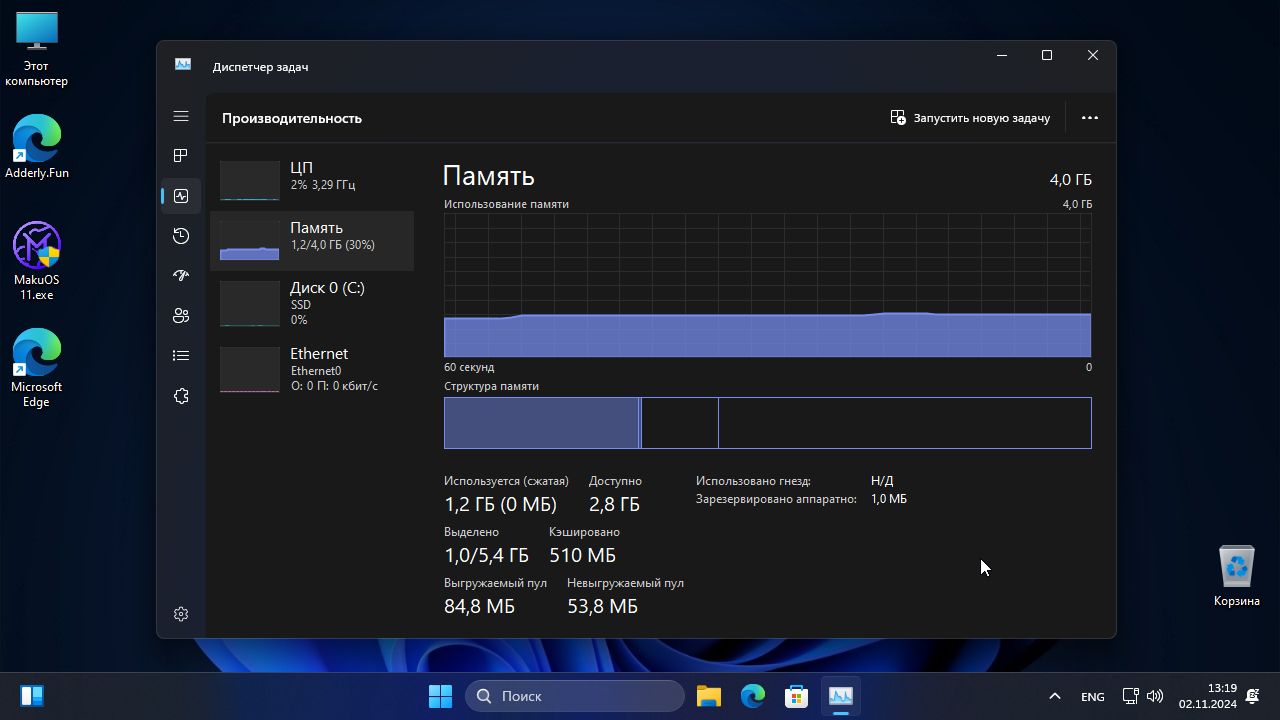 Этот
компьютер
Adderly.Fun
MakuOS
11.exe
Microsoft
Edge
Диспетчер задач
Производительность
Запустить новую задачу
ЦП
2% 3,29 ГГц
Память
1,2/4,0 ГБ (30%)
Диск 0 (C:)
SSD
0%
Ethernet
Ethernet0
О: 0 П: 0 кбит/с
Память
4,0 ГБ
Использование памяти
4,0 ГБ
60 секунд
0
Структура памяти
Используется (сжатая)
Доступно
1,2 ГБ (0 МБ)
2,8 ГБ
Выделено
Кэшировано
1,0/5,4 ГБ
510 МБ
Выгружаемый пул
Невыгружаемый пул
84,8 МБ
53,8 МБ
Использовано гнезд:
Н/Д
Зарезервировано аппаратно:
1,0 МБ
Корзина
Поиск
ENG
13:19
02.11.2024